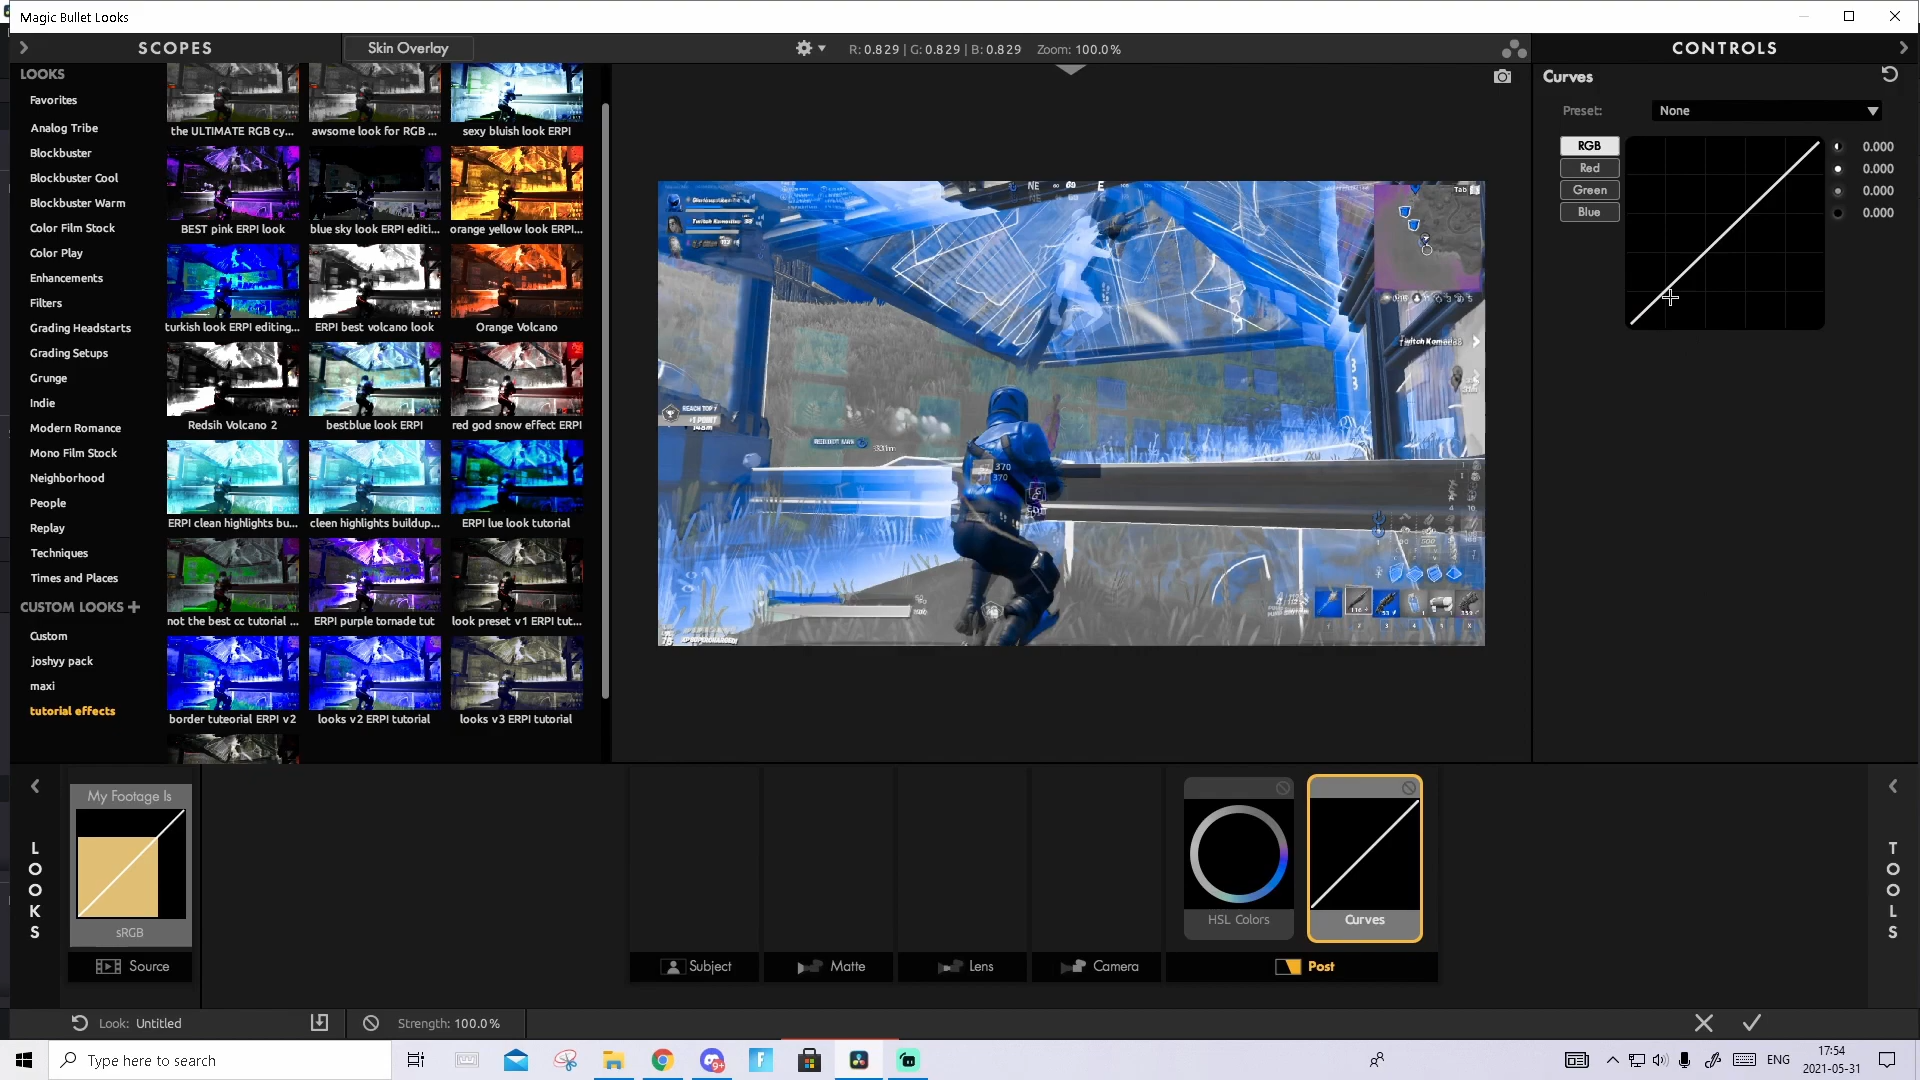 Magic Bullet Looks
SCOPES
Skin Overlay
R: 0.829 | G: 0.829 | B: 0.829 Zoom: 100.0%
CONTROLS
LOOKS
Favorites
Analog Tribe
Blockbuster
Blockbuster Cool
Blockbuster Warm
Color Film Stock
Color Play
Enhancements
Filters
Grading Headstarts
Grading Setups
Grunge
Indie
Modern Romance
Mono Film Stock
Neighborhood
People
Replay
Techniques
Times and Places
CUSTOM LOOKS +
Custom
joshyy pack
maxi
tutorial effects
the ULTIMATE RGB cy...
awsome look for RGB ...
sexy bluish look ERPI
BEST pink ERPI look
blue sky look ERPI editi...
orange yellow look ERPI...
turkish look ERPI editing...
ERPI best volcano look
Orange Volcano
Redsih Volcano 2
bestblue look ERPI
red god snow effect ERPI
ERPI clean highlights bu...
cleen highlights buildup...
ERPI lue look tutorial
not the best cc tutorial ...
ERPI purple tornade tut
look preset v1 ERPI tut...
border tuteorial ERPI v2
looks v2 ERPI tutorial
looks v3 ERPI tutorial
NE 60 E
Tab
REACH TOP 7
370
370
Curves
Preset: None
RGB
Red
Green
Blue
0.000
0.000
0.000
0.000
My Footage Is
sRGB
Source
LOOKS
Subject
Matte
Lens
Camera
HSL Colors
Curves
Post
TOOLS
Look: Untitled
Strength: 100.0%
Type here to search
9+
ENG
17:54
2021-05-31